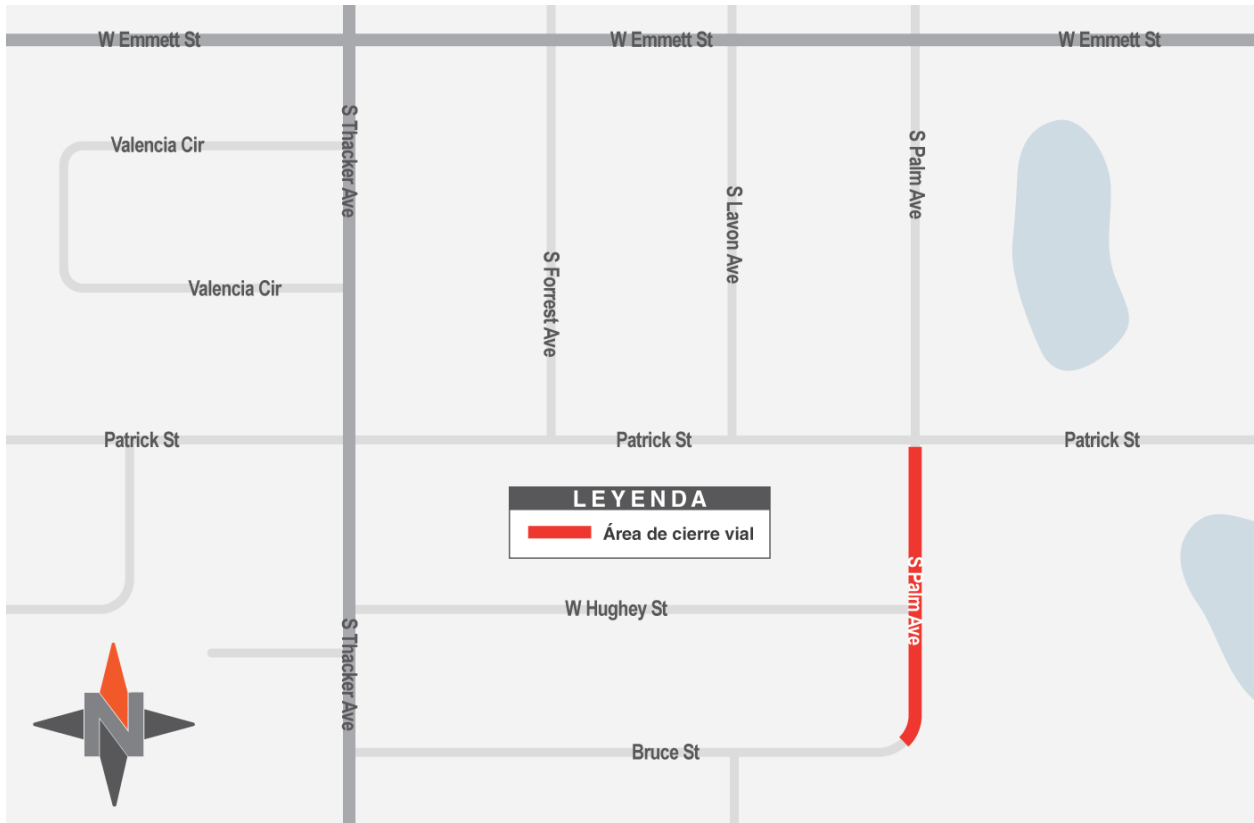 W Emmett St
W Emmett St
W Emmett St
S Thacker Ave
Valencia Cir
S Palm Ave
S Lavon Ave
Valencia Cir
S Forrest Ave
Patrick St
Patrick St
Patrick St
LEYENDA
Área de cierre vial
S Palm Ave
W Hughey St
S Thacker Ave
N
Bruce St